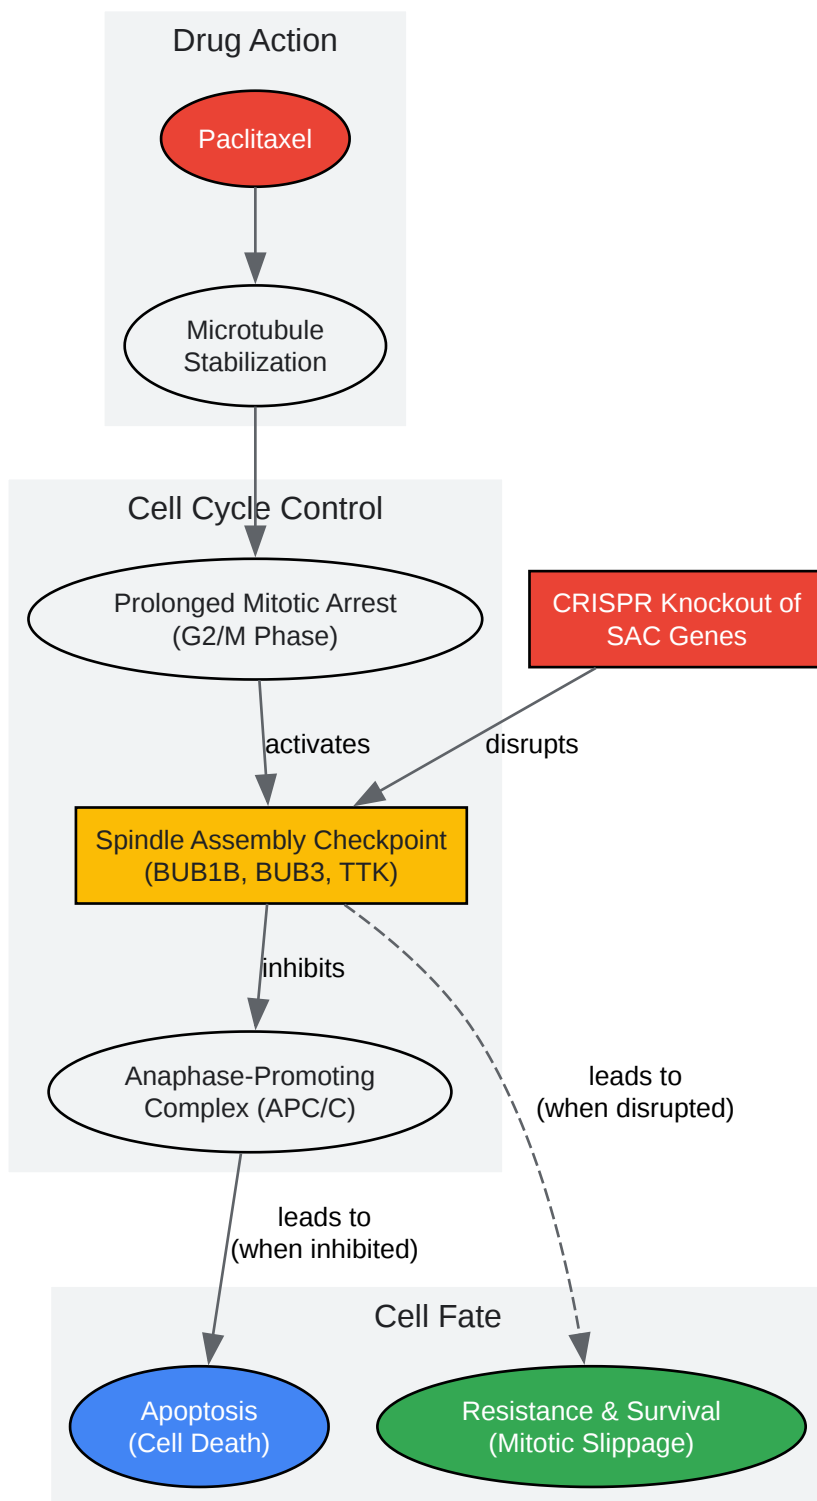 Drug Action
Paclitaxel
Microtubule
Stabilization
Cell Cycle Control
Prolonged Mitotic Arrest
(G2/M Phase)
CRISPR Knockout of
SAC Genes
activates
disrupts
Spindle Assembly Checkpoint
(BUB1B, BUB3, TTK)
inhibits
Anaphase-Promoting
Complex (APC/C)
leads to
(when disrupted)
leads to
(when inhibited)
Cell Fate
Apoptosis
(Cell Death)
Resistance & Survival
(Mitotic Slippage)